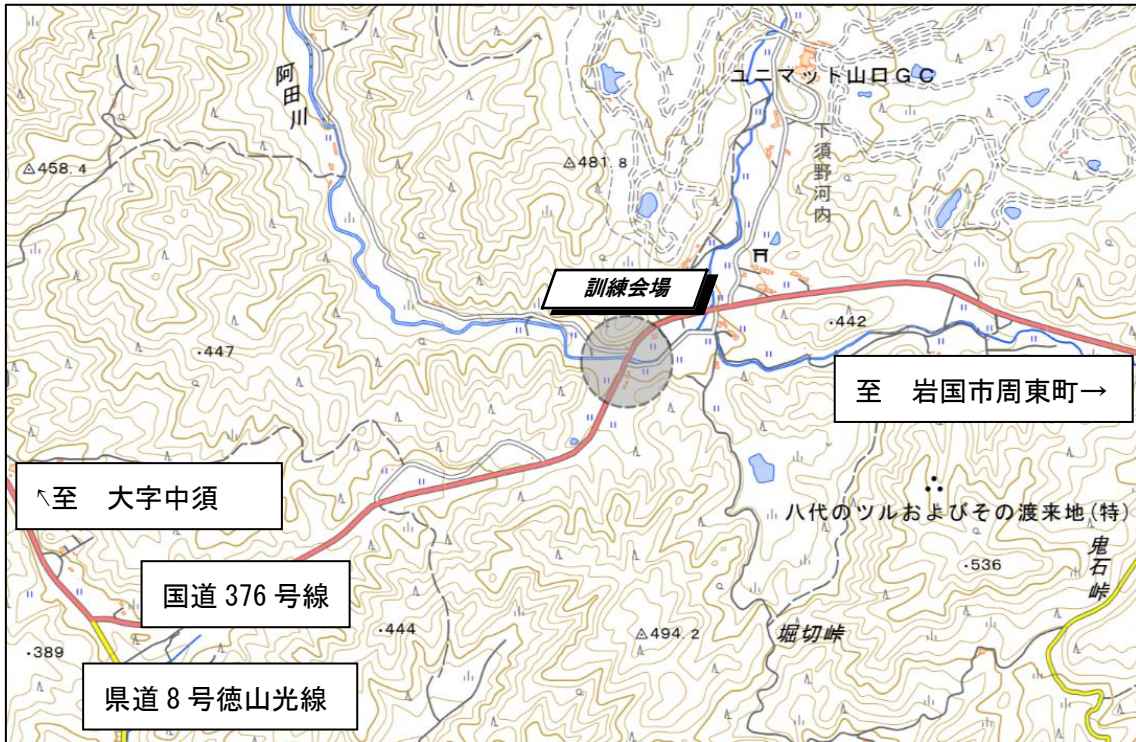 ユニマット山口GC
阿田川
下須野河内
458.4
481.8
訓練会場
442
447
至 岩国市周東町→
↖至 大字中須
八代のツルおよびその渡来地(特)
鬼石峠
536
国道376号線
444
494.2
堀切峠
389
県道8号徳山光線